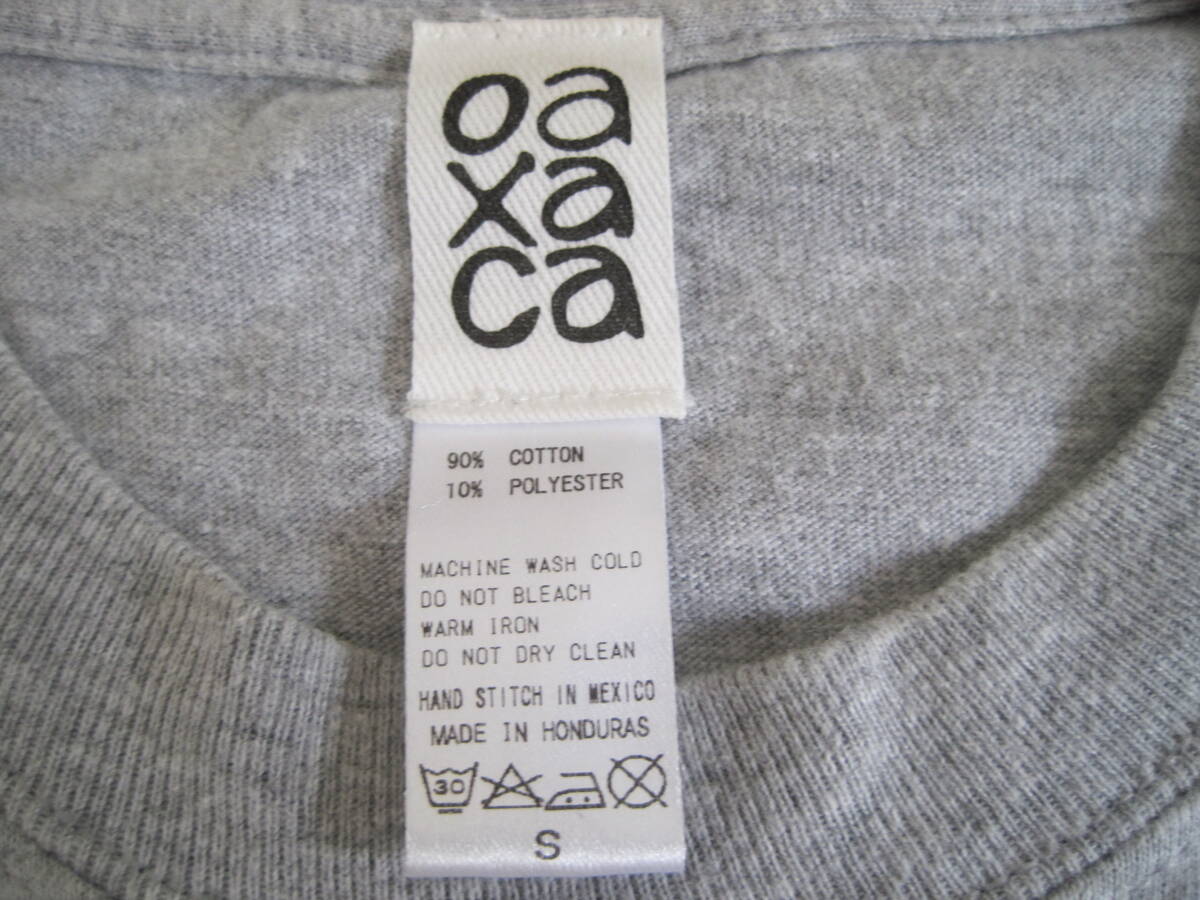 oa
xa
ca
90% COTTON
10% POLYESTER
MACHINE WASH COLD
DO NOT BLEACH
WARM IRON
DO NOT DRY CLEAN
HAND STITCH IN MEXICO
MADE IN HONDURAS
30
S